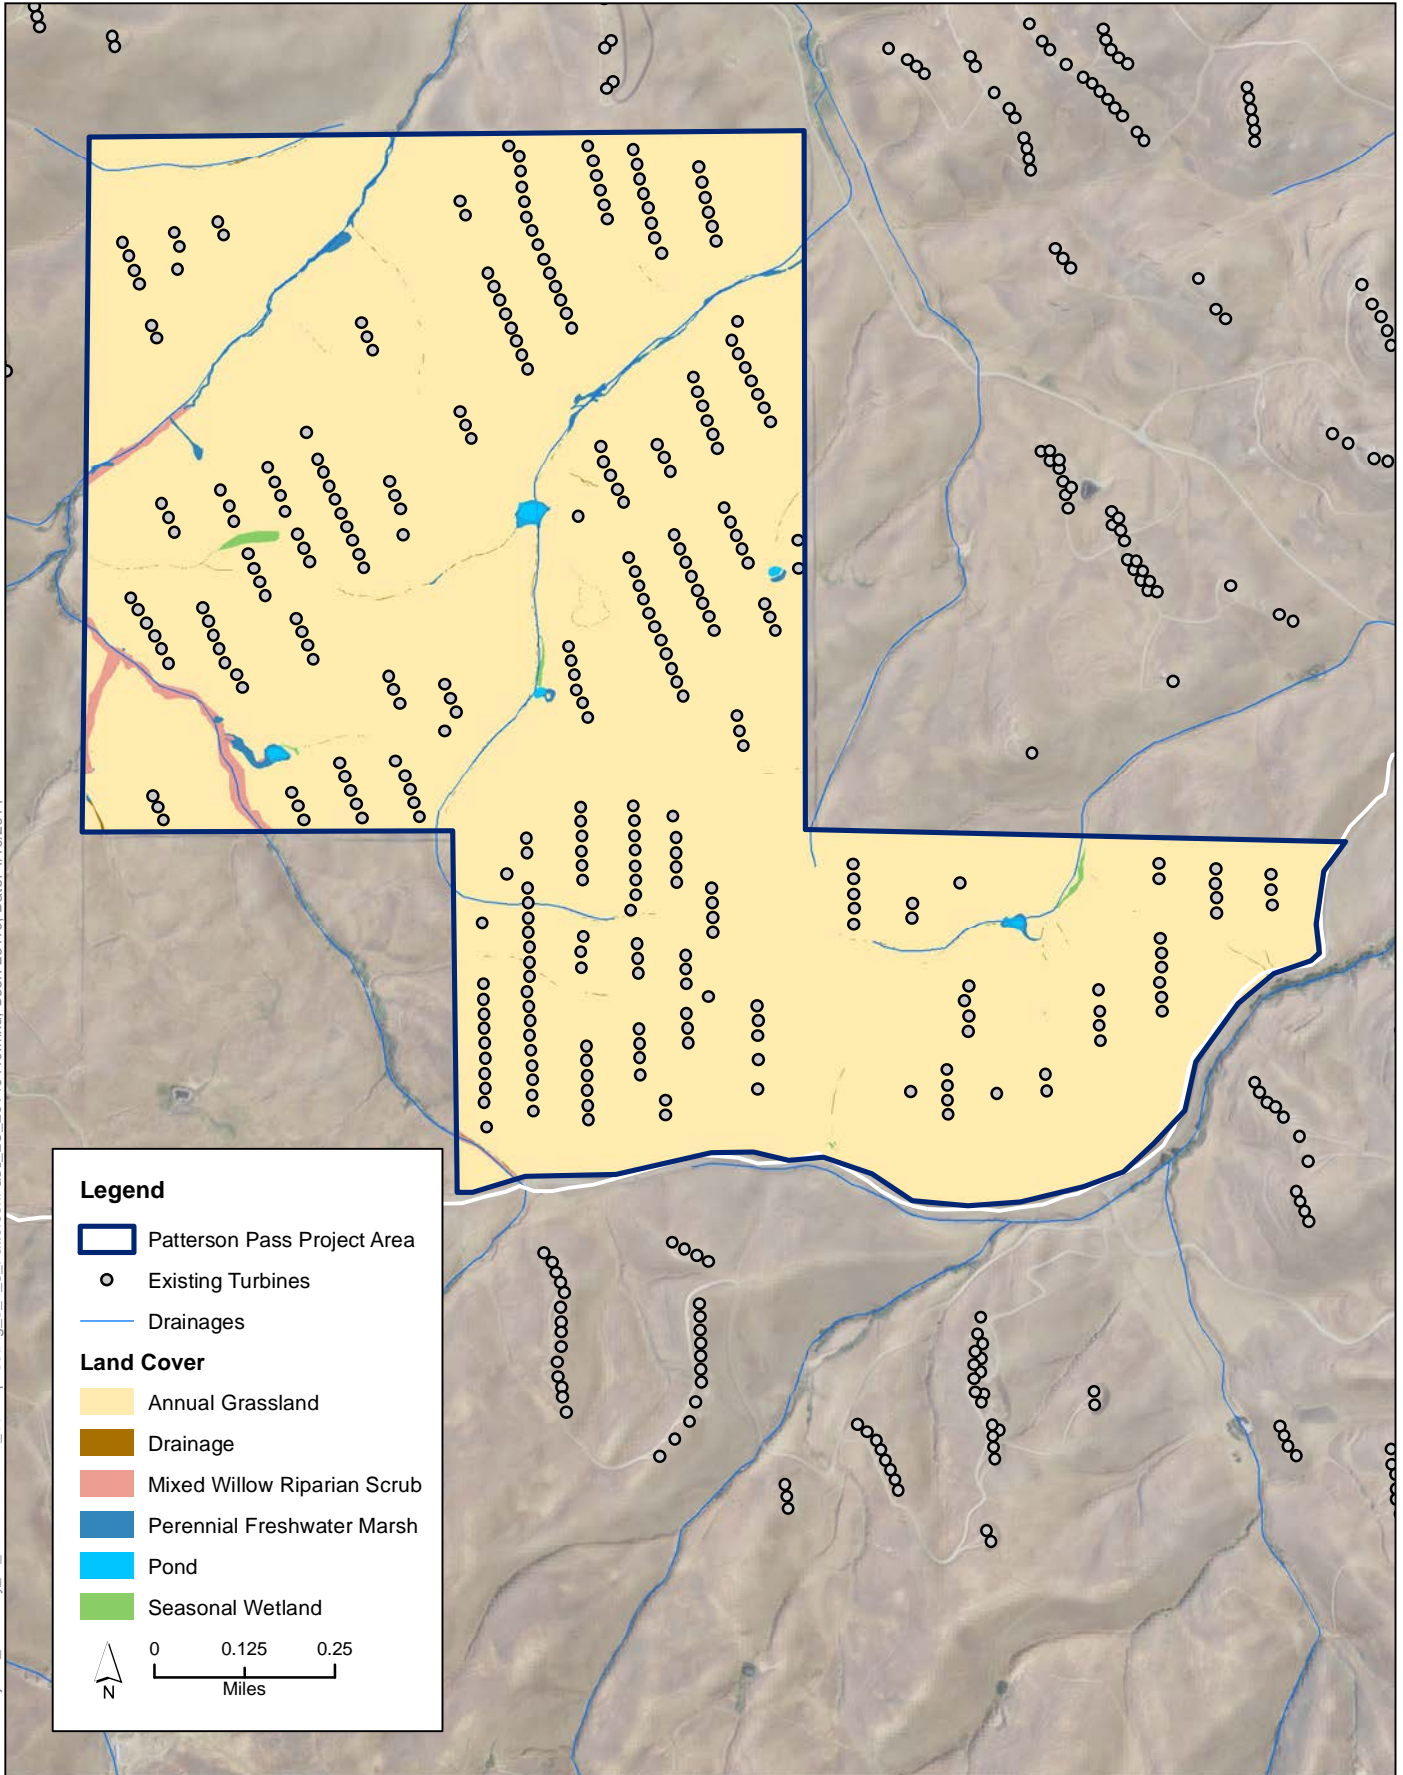 Legend
Patterson Pass Project Area
Existing Turbines
Drainages
Land Cover
Annual Grassland
Drainage
Mixed Willow Riparian Scrub
Perennial Freshwater Marsh
Pond
Seasonal Wetland
0 0.125 0.25
Miles
N